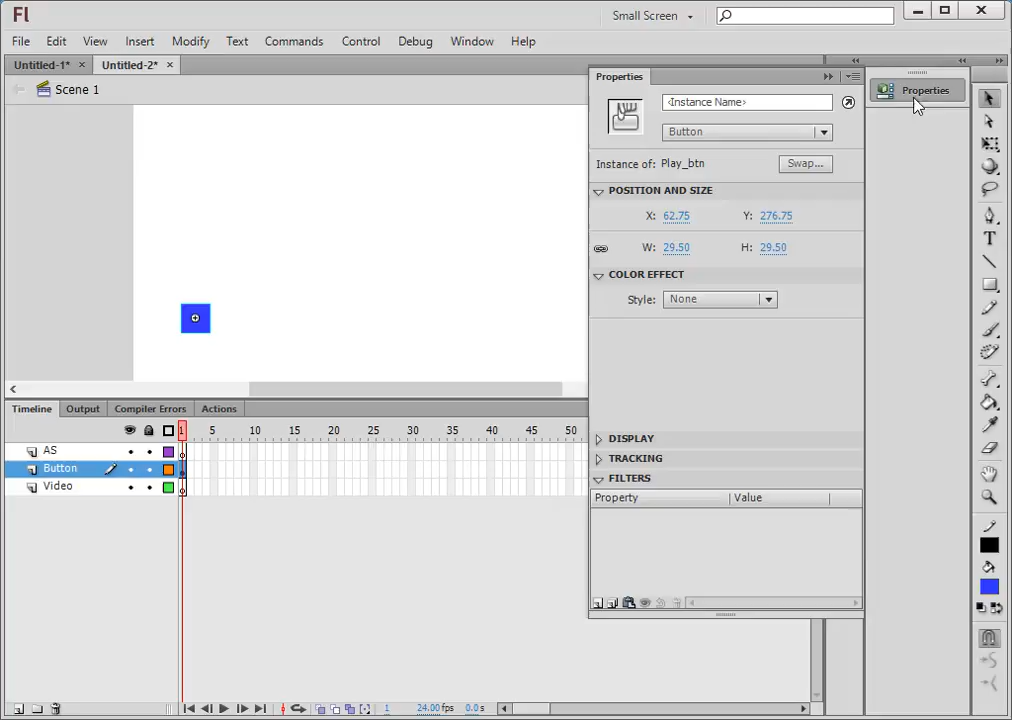 Fl
Small Screen
File Edit View Insert Modify Text Commands Control Debug Window Help
Untitled-1* × Untitled-2* ×
Scene 1
Properties
Properties
<Instance Name>
Button
Instance of: Play_btn Swap...
POSITION AND SIZE
X: 62.75 Y: 276.75
W: 29.50 H: 29.50
COLOR EFFECT
Style: None
DISPLAY
TRACKING
FILTERS
Property Value
Timeline Output Compiler Errors Actions
1 5 10 15 20 25 30 35 40 45 50
AS
Button
Video
1 24.00 fps 0.0 s